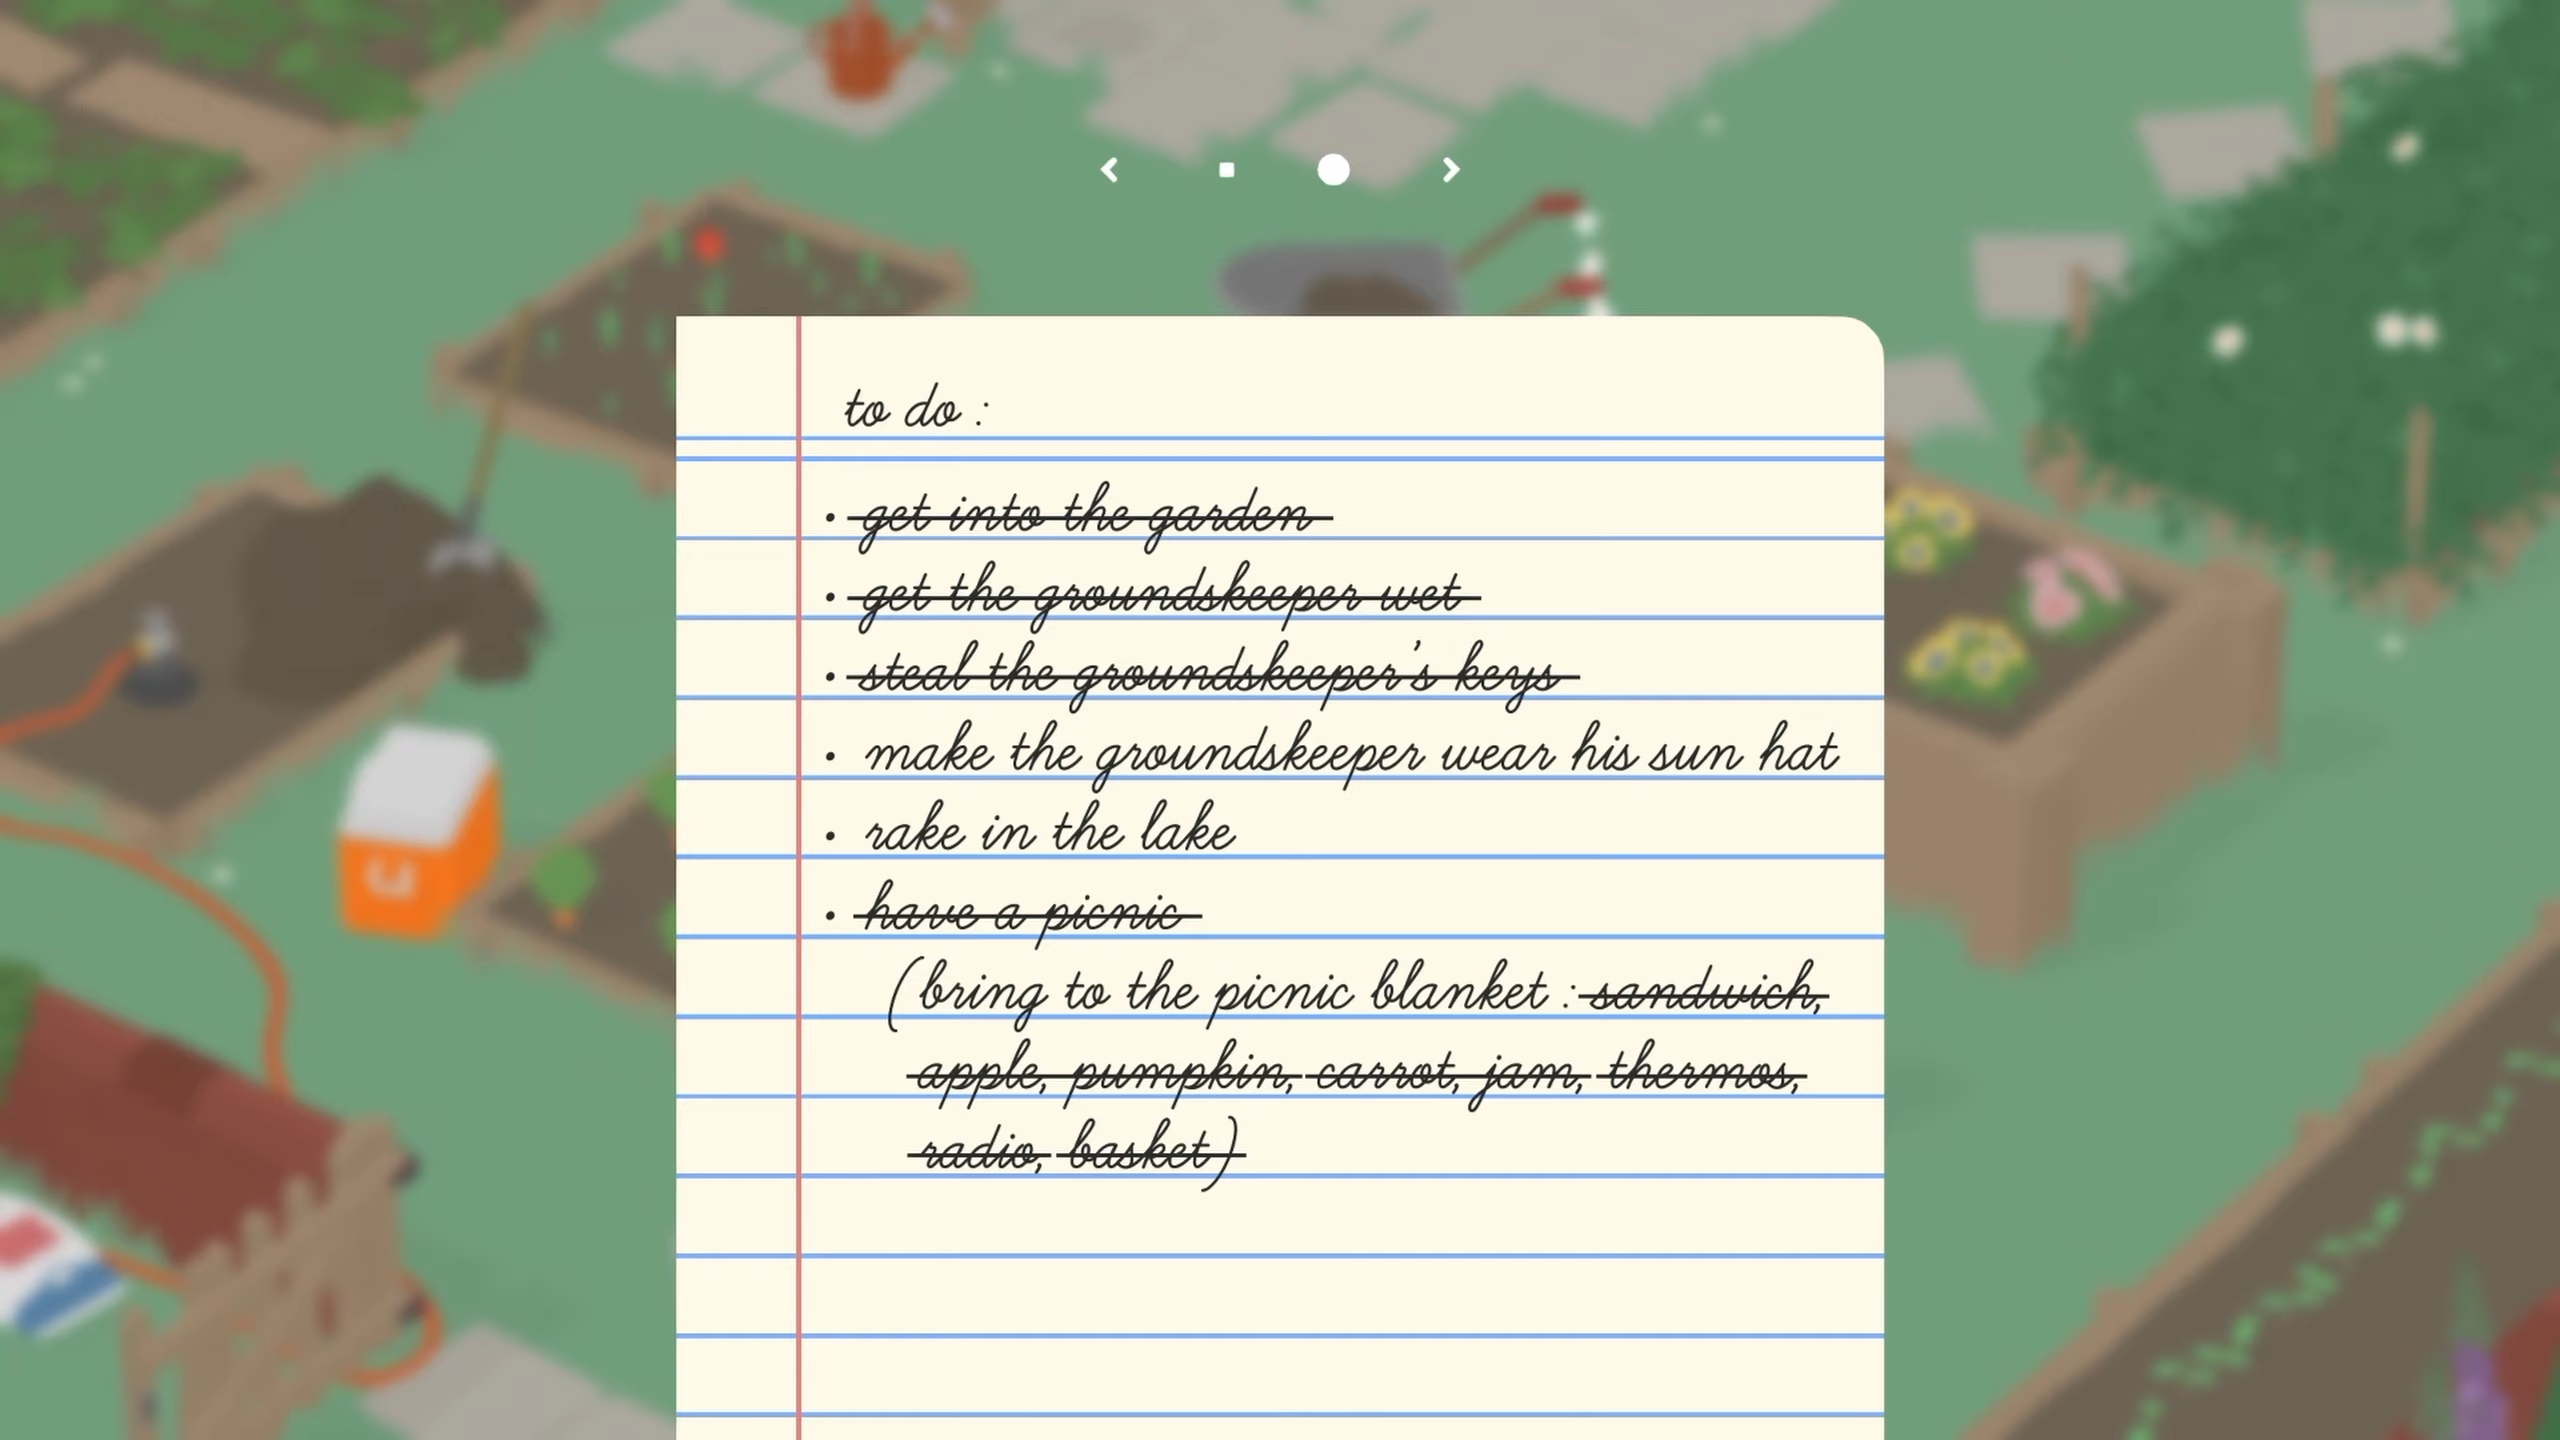 to do :
• get into the garden
• get the groundskeeper wet
• steal the groundskeeper's keys
• make the groundskeeper wear his sun hat
• rake in the lake
• have a picnic
(bring to the picnic blanket : sandwich,
apple, pumpkin, carrot, jam, thermos,
radio, basket)